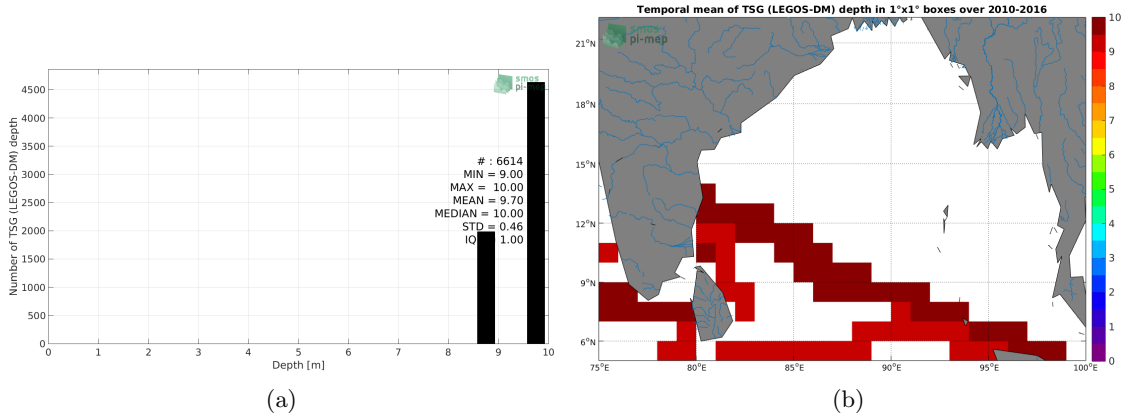 smos
pi-mep
4500
4000
3500
3000
2500
2000
1500
1000
500
0
Number of TSG (LEGOS-DM) depth
# : 6614
MIN = 9.00
MAX = 10.00
MEAN = 9.70
MEDIAN = 10.00
STD = 0.46
IQ 1.00
0 1 2 3 4 5 6 7 8 9 10
Depth [m]
(a)
Temporal mean of TSG (LEGOS-DM) depth in 1°x1° boxes over 2010-2016
smos
pi-mep
21°N
18°N
15°N
12°N
9°N
6°N
75°E 80°E 85°E 90°E 95°E 100°E
10
9
8
7
6
5
4
3
2
1
0
(b)